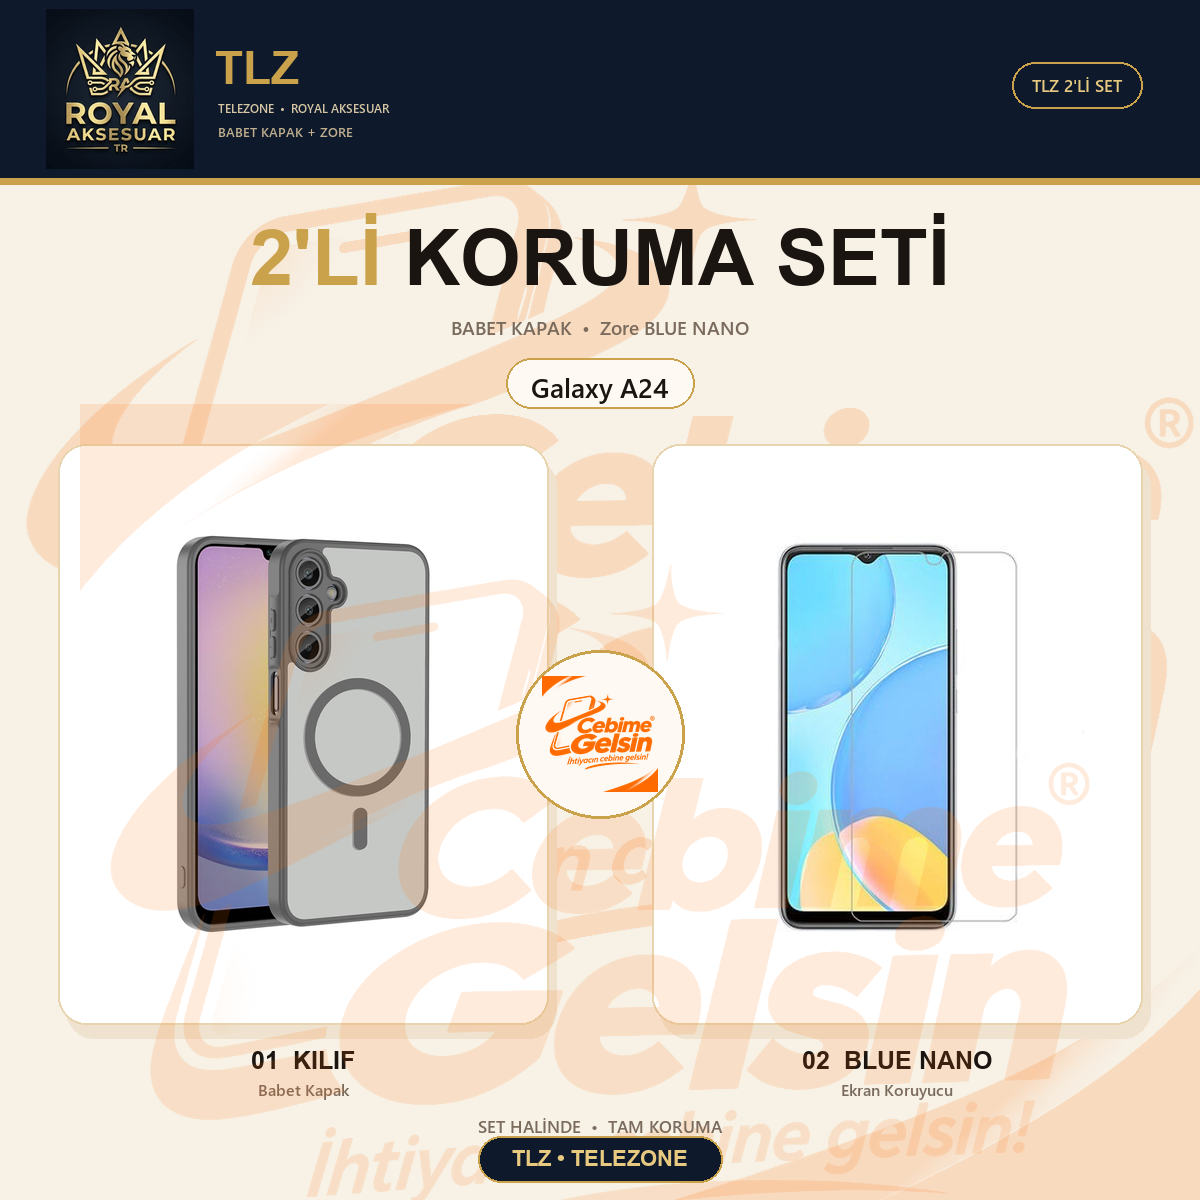 ROYAL
AKSESUAR
TR
TLZ
TELEZONE • ROYAL AKSESUAR
BABET KAPAK + ZORE
TLZ 2'Lİ SET
2'Lİ KORUMA SETİ
BABET KAPAK • Zore BLUE NANO
Galaxy A24
Cebime®
Gelsin
İhtiyacın cebine gelsin!
Cebime®
Gelsin
01 KILIF
Babet Kapak
02 BLUE NANO
Ekran Koruyucu
SET HALİNDE • TAM KORUMA
TLZ • TELEZONE